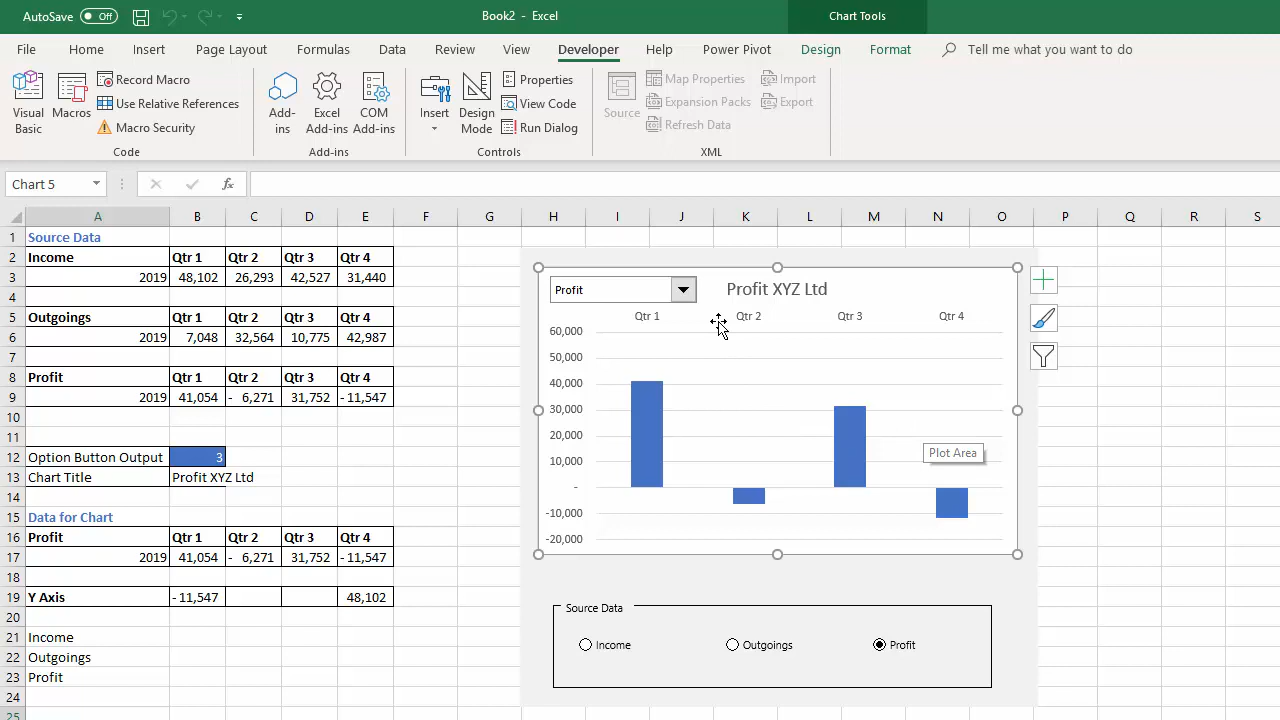 AutoSave Off Book2 - Excel Chart Tools
File Home Insert Page Layout Formulas Data Review View Developer Help Power Pivot Design Format Tell me what you want to do
Visual Basic
Macros
Record Macro
Use Relative References
Macro Security
Code
Add-ins
Excel Add-ins
COM Add-ins
Add-ins
Insert
Design Mode
Properties
View Code
Run Dialog
Controls
Source
Map Properties
Expansion Packs
Refresh Data
Import
Export
XML
Chart 5 fx
A B C D E F G H I J K L M N O P Q R S
1 Source Data
2 Income Qtr 1 Qtr 2 Qtr 3 Qtr 4
3 2019 48,102 26,293 42,527 31,440
4
5 Outgoings Qtr 1 Qtr 2 Qtr 3 Qtr 4
6 2019 7,048 32,564 10,775 42,987
7
8 Profit Qtr 1 Qtr 2 Qtr 3 Qtr 4
9 2019 41,054 - 6,271 31,752 - 11,547
10
11
12 Option Button Output 3
13 Chart Title Profit XYZ Ltd
14
15 Data for Chart
16 Profit Qtr 1 Qtr 2 Qtr 3 Qtr 4
17 2019 41,054 - 6,271 31,752 - 11,547
18
19 Y Axis - 11,547 48,102
20
21 Income
22 Outgoings
23 Profit
24
25
Profit
Profit XYZ Ltd
Qtr 1 Qtr 2 Qtr 3 Qtr 4
60,000
50,000
40,000
30,000
20,000
10,000
-
-10,000
-20,000
Plot Area
Source Data
Income Outgoings Profit